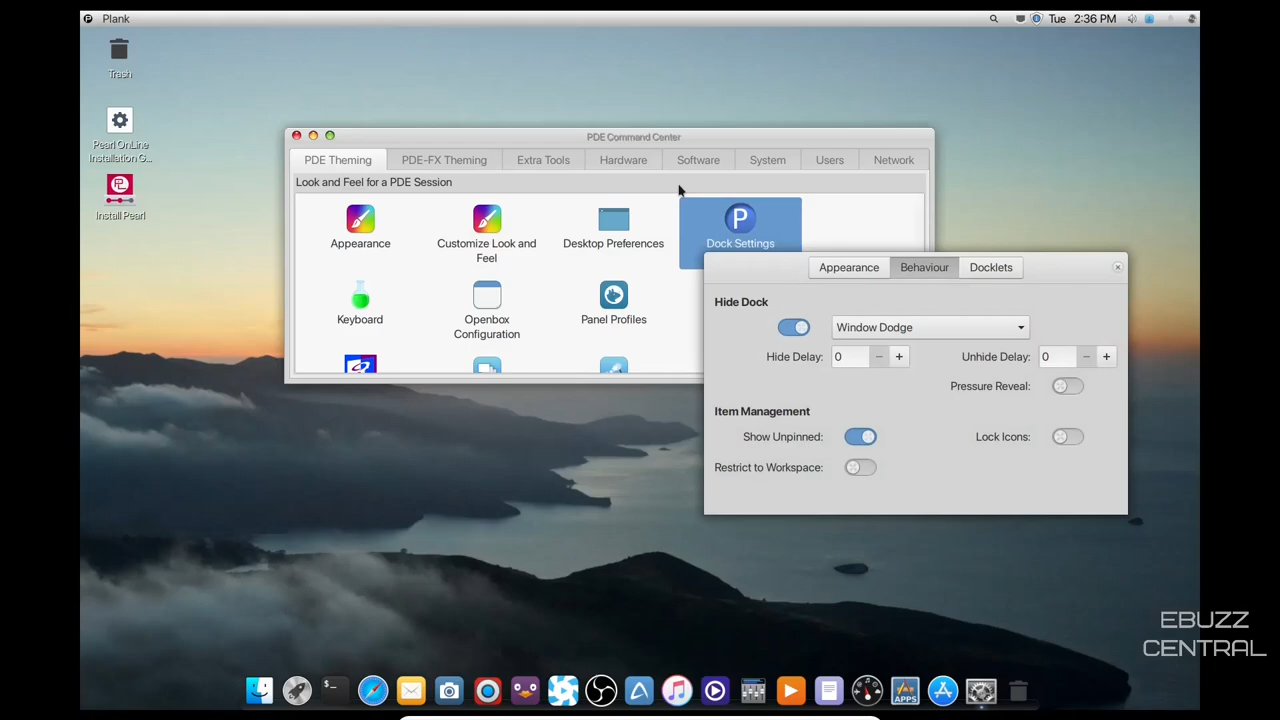 Plank
Tue 2:36 PM
Trash
Pearl OnLine
Installation G...
Install Pearl
PDE Command Center
PDE Theming PDE-FX Theming Extra Tools Hardware Software System Users Network
Look and Feel for a PDE Session
Appearance
Customize Look and
Feel
Desktop Preferences
P
Dock Settings
Keyboard
Openbox
Configuration
Panel Profiles
Appearance Behaviour Docklets
Hide Dock
Window Dodge
Hide Delay: 0 − + Unhide Delay: 0 − +
Pressure Reveal:
Item Management
Show Unpinned: Lock Icons:
Restrict to Workspace:
EBUZZ
CENTRAL
>_
APPS